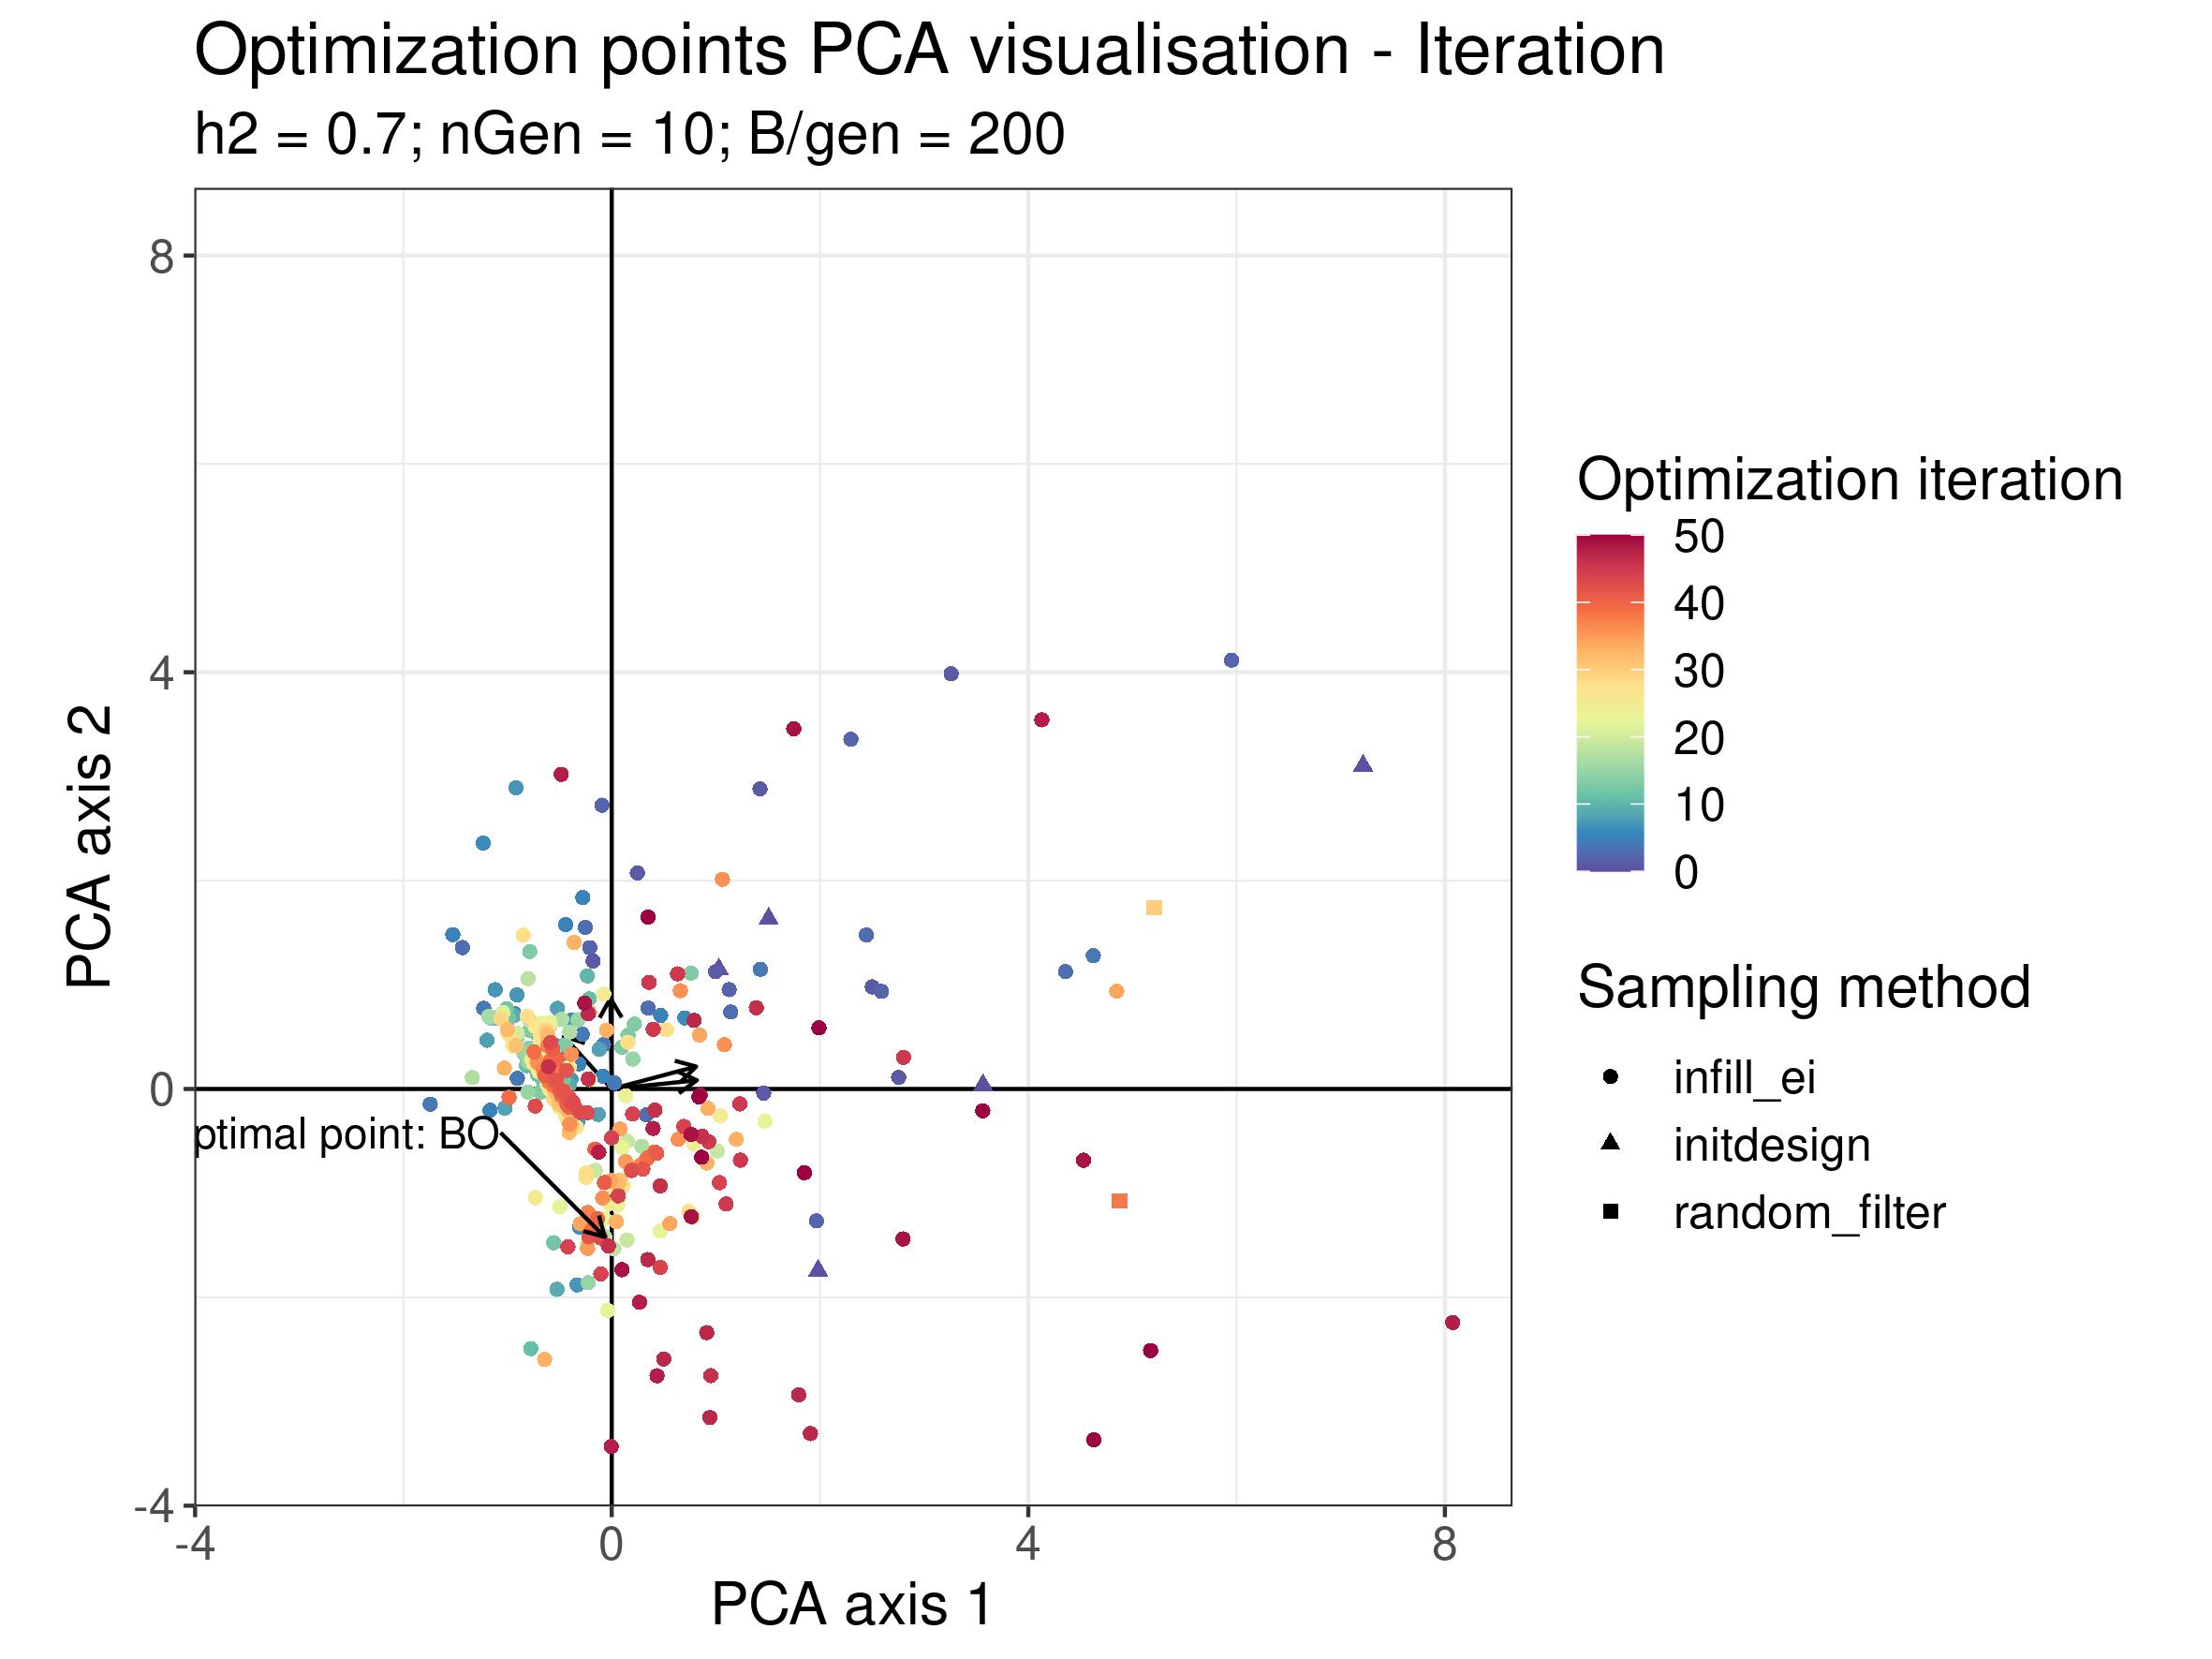 Optimization points PCA visualisation - Iteration
h2 = 0.7; nGen = 10; B/gen = 200
8
4
0
-4
PCA axis 2
ptimal point: BO
-4
0
4
8
PCA axis 1
Optimization iteration
50
40
30
20
10
0
Sampling method
infill_ei
initdesign
random_filter